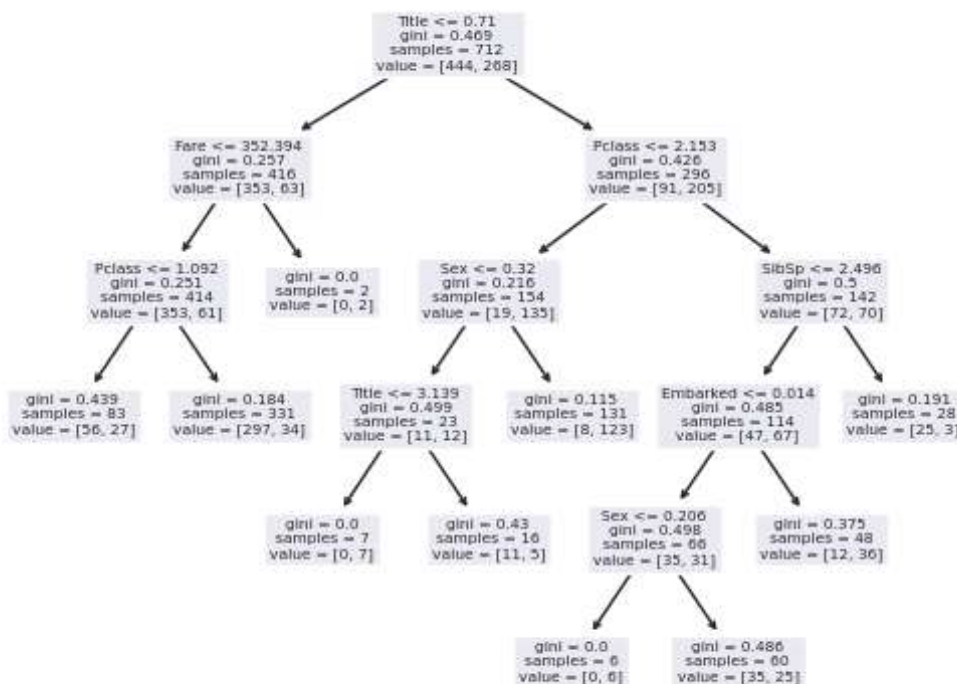 Title <= 0.71
gini = 0.469
samples = 712
value = [444, 268]
Fare <= 352.394
gini = 0.257
samples = 416
value = [353, 63]
Pclass <= 2.153
gini = 0.426
samples = 296
value = [91, 205]
Pclass <= 1.092
gini = 0.251
samples = 414
value = [353, 61]
gini = 0.0
samples = 2
value = [0, 2]
Sex <= 0.32
gini = 0.216
samples = 154
value = [19, 135]
SibSp <= 2.496
gini = 0.5
samples = 142
value = [72, 70]
gini = 0.439
samples = 83
value = [56, 27]
gini = 0.184
samples = 331
value = [297, 34]
Title <= 3.139
gini = 0.499
samples = 23
value = [11, 12]
gini = 0.115
samples = 131
value = [8, 123]
Embarked <= 0.014
gini = 0.485
samples = 114
value = [47, 67]
gini = 0.191
samples = 28
value = [25, 3]
gini = 0.0
samples = 7
value = [0, 7]
gini = 0.43
samples = 16
value = [11, 5]
Sex <= 0.206
gini = 0.498
samples = 66
value = [35, 31]
gini = 0.375
samples = 48
value = [12, 36]
gini = 0.0
samples = 6
value = [0, 6]
gini = 0.486
samples = 60
value = [35, 25]